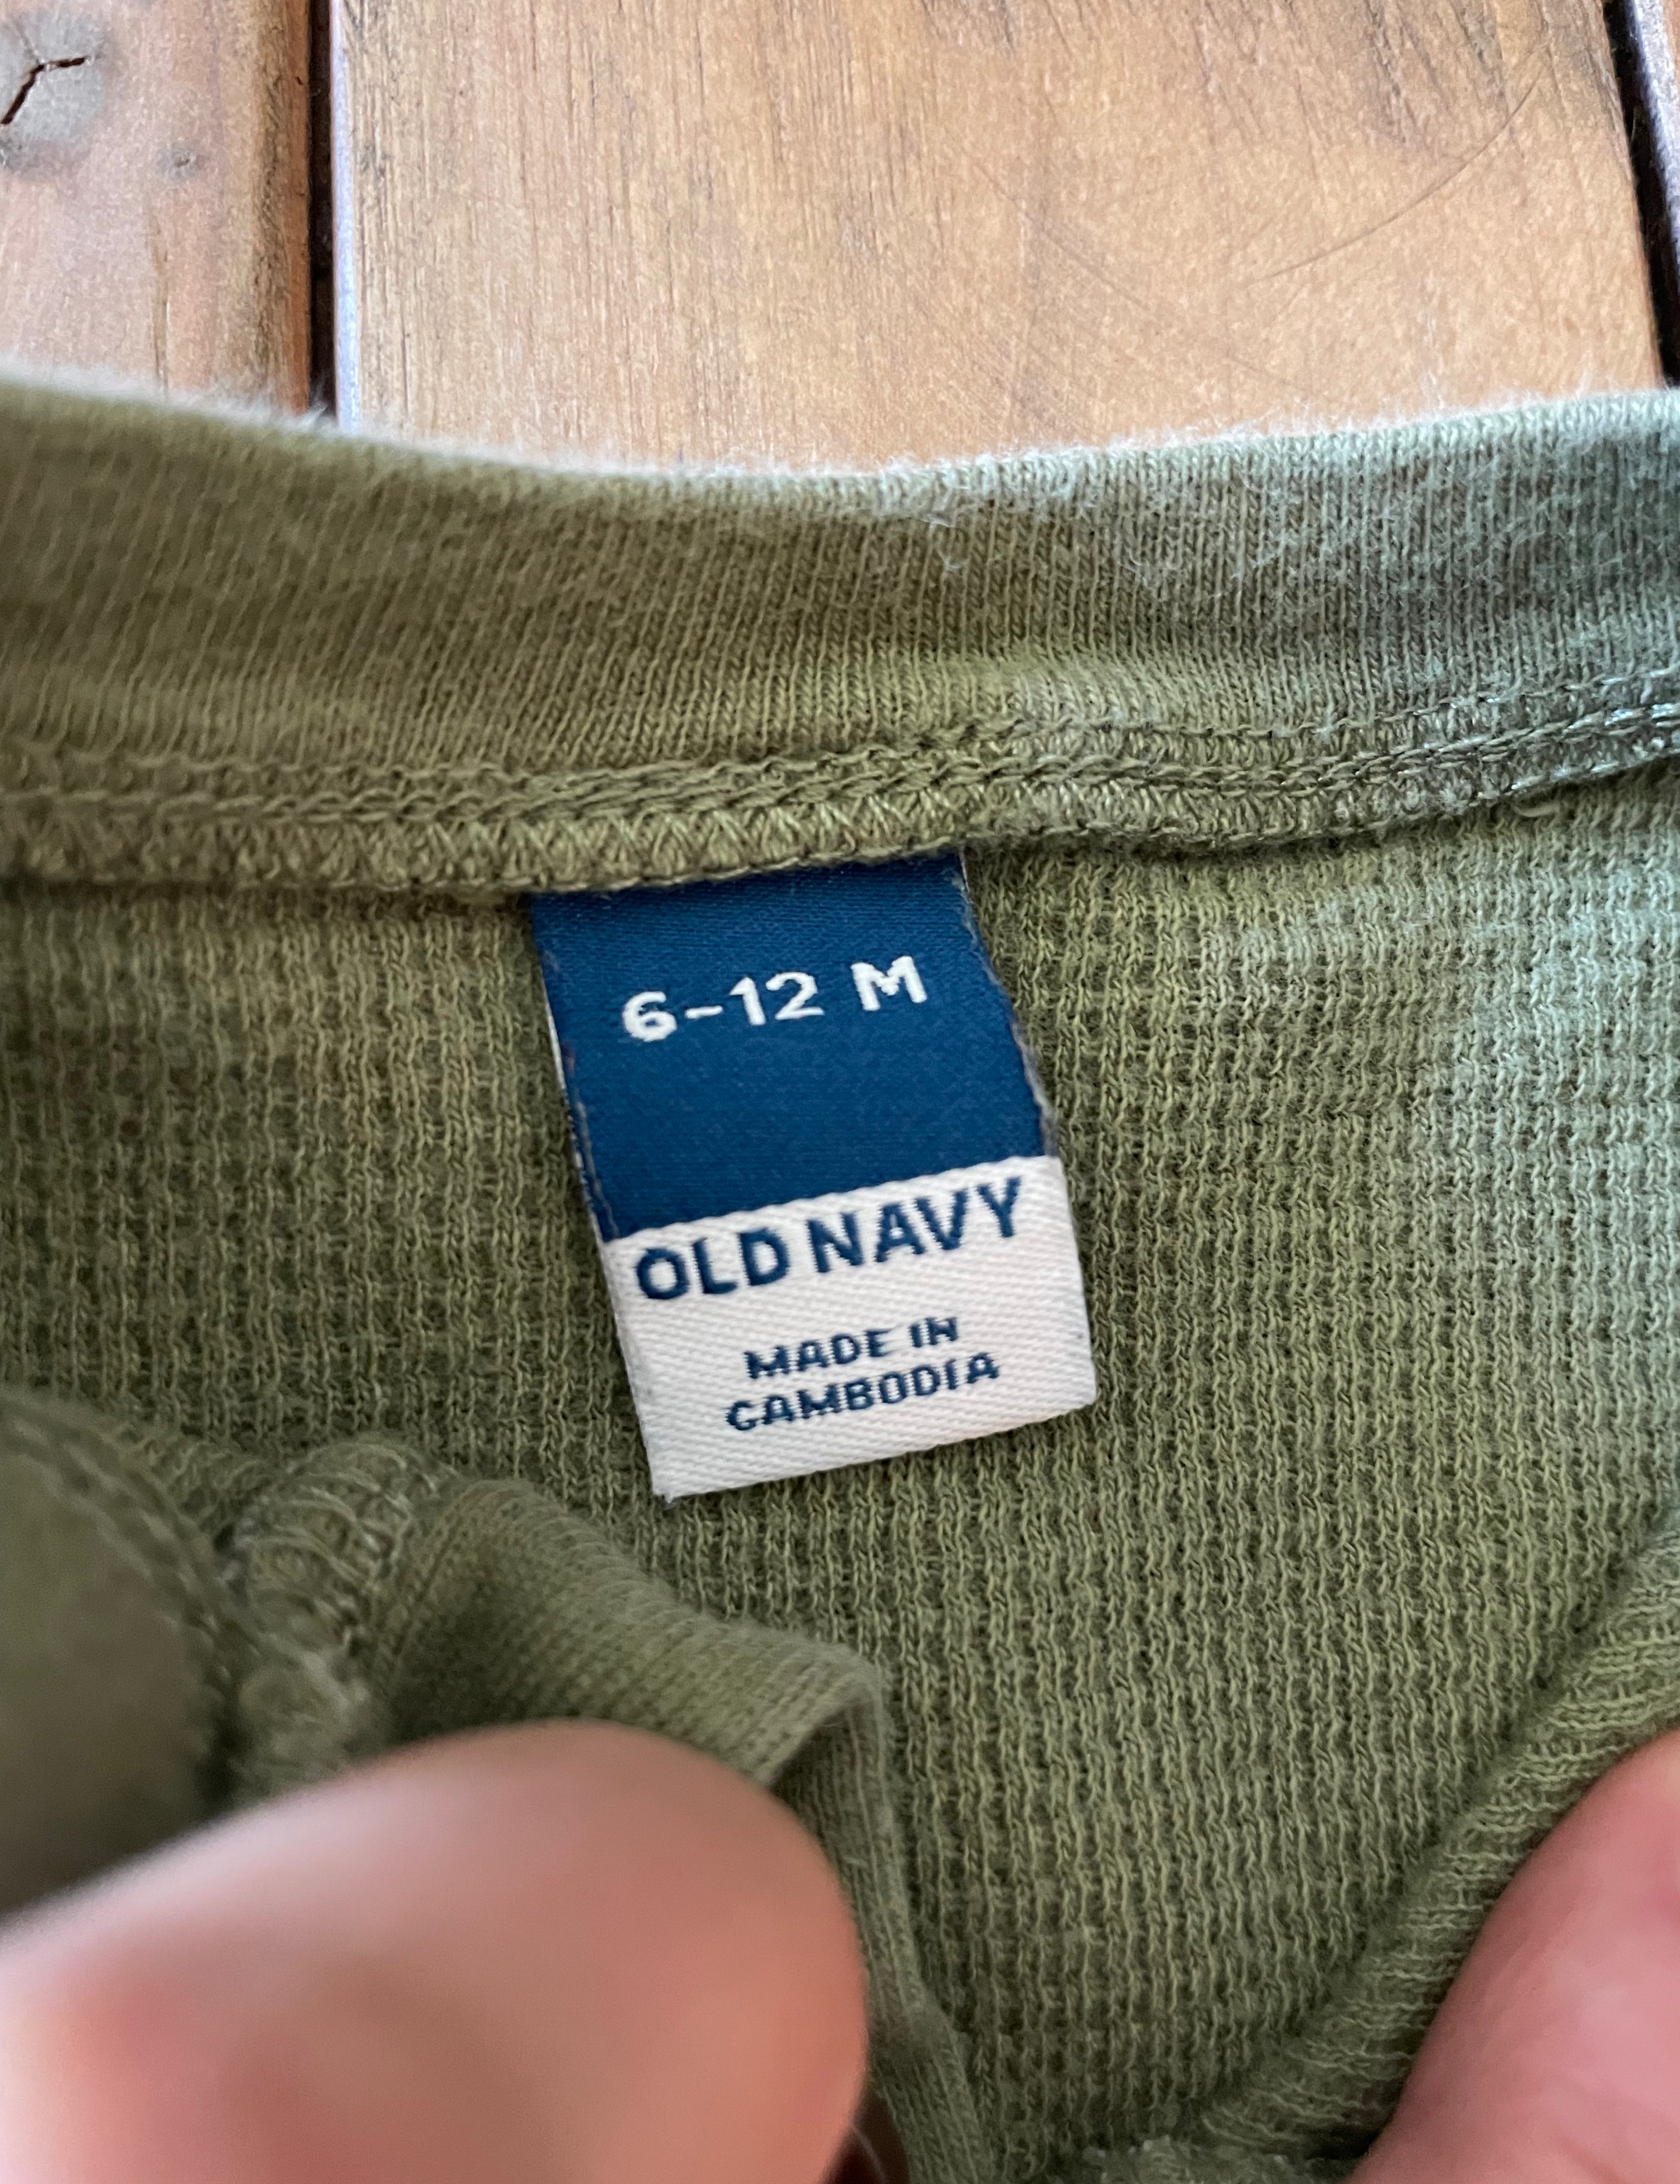 6-12 M
OLD NAVY
MADE IN
CAMBODIA